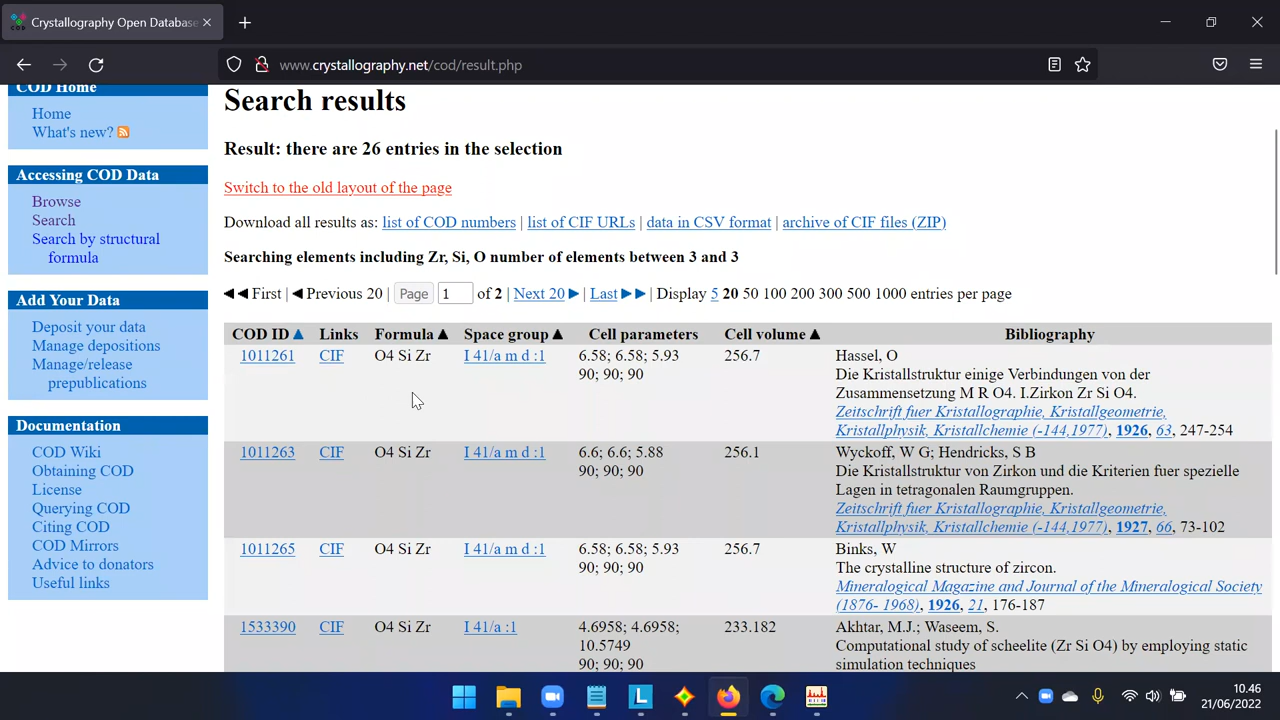 Crystallography Open Database
www.crystallography.net/cod/result.php
COD Home
Home
What's new?
Accessing COD Data
Browse
Search
Search by structural
formula
Add Your Data
Deposit your data
Manage depositions
Manage/release
prepublications
Documentation
COD Wiki
Obtaining COD
License
Querying COD
Citing COD
COD Mirrors
Advice to donators
Useful links
Search results
Result: there are 26 entries in the selection
Switch to the old layout of the page
Download all results as: list of COD numbers | list of CIF URLs | data in CSV format | archive of CIF files (ZIP)
Searching elements including Zr, Si, O number of elements between 3 and 3
◀◀ First | ◀ Previous 20 | Page 1 of 2 | Next 20 ▶ | Last ▶▶ | Display 5 20 50 100 200 300 500 1000 entries per page
COD ID ▲ Links Formula ▲ Space group ▲ Cell parameters Cell volume ▲ Bibliography
1011261 CIF O4 Si Zr I 41/a m d :1 6.58; 6.58; 5.93 256.7 Hassel, O
90; 90; 90 Die Kristallstruktur einige Verbindungen von der
Zusammensetzung M R O4. I.Zirkon Zr Si O4.
Zeitschrift fuer Kristallographie, Kristallgeometrie,
Kristallphysik, Kristallchemie (-144,1977), 1926, 63, 247-254
1011263 CIF O4 Si Zr I 41/a m d :1 6.6; 6.6; 5.88 256.1 Wyckoff, W G; Hendricks, S B
90; 90; 90 Die Kristallstruktur von Zirkon und die Kriterien fuer spezielle
Lagen in tetragonalen Raumgruppen.
Zeitschrift fuer Kristallographie, Kristallgeometrie,
Kristallphysik, Kristallchemie (-144,1977), 1927, 66, 73-102
1011265 CIF O4 Si Zr I 41/a m d :1 6.58; 6.58; 5.93 256.7 Binks, W
90; 90; 90 The crystalline structure of zircon.
Mineralogical Magazine and Journal of the Mineralogical Society
(1876- 1968), 1926, 21, 176-187
1533390 CIF O4 Si Zr I 41/a :1 4.6958; 4.6958; 233.182 Akhtar, M.J.; Waseem, S.
10.5749 Computational study of scheelite (Zr Si O4) by employing static
90; 90; 90 simulation techniques
L
10.46
21/06/2022